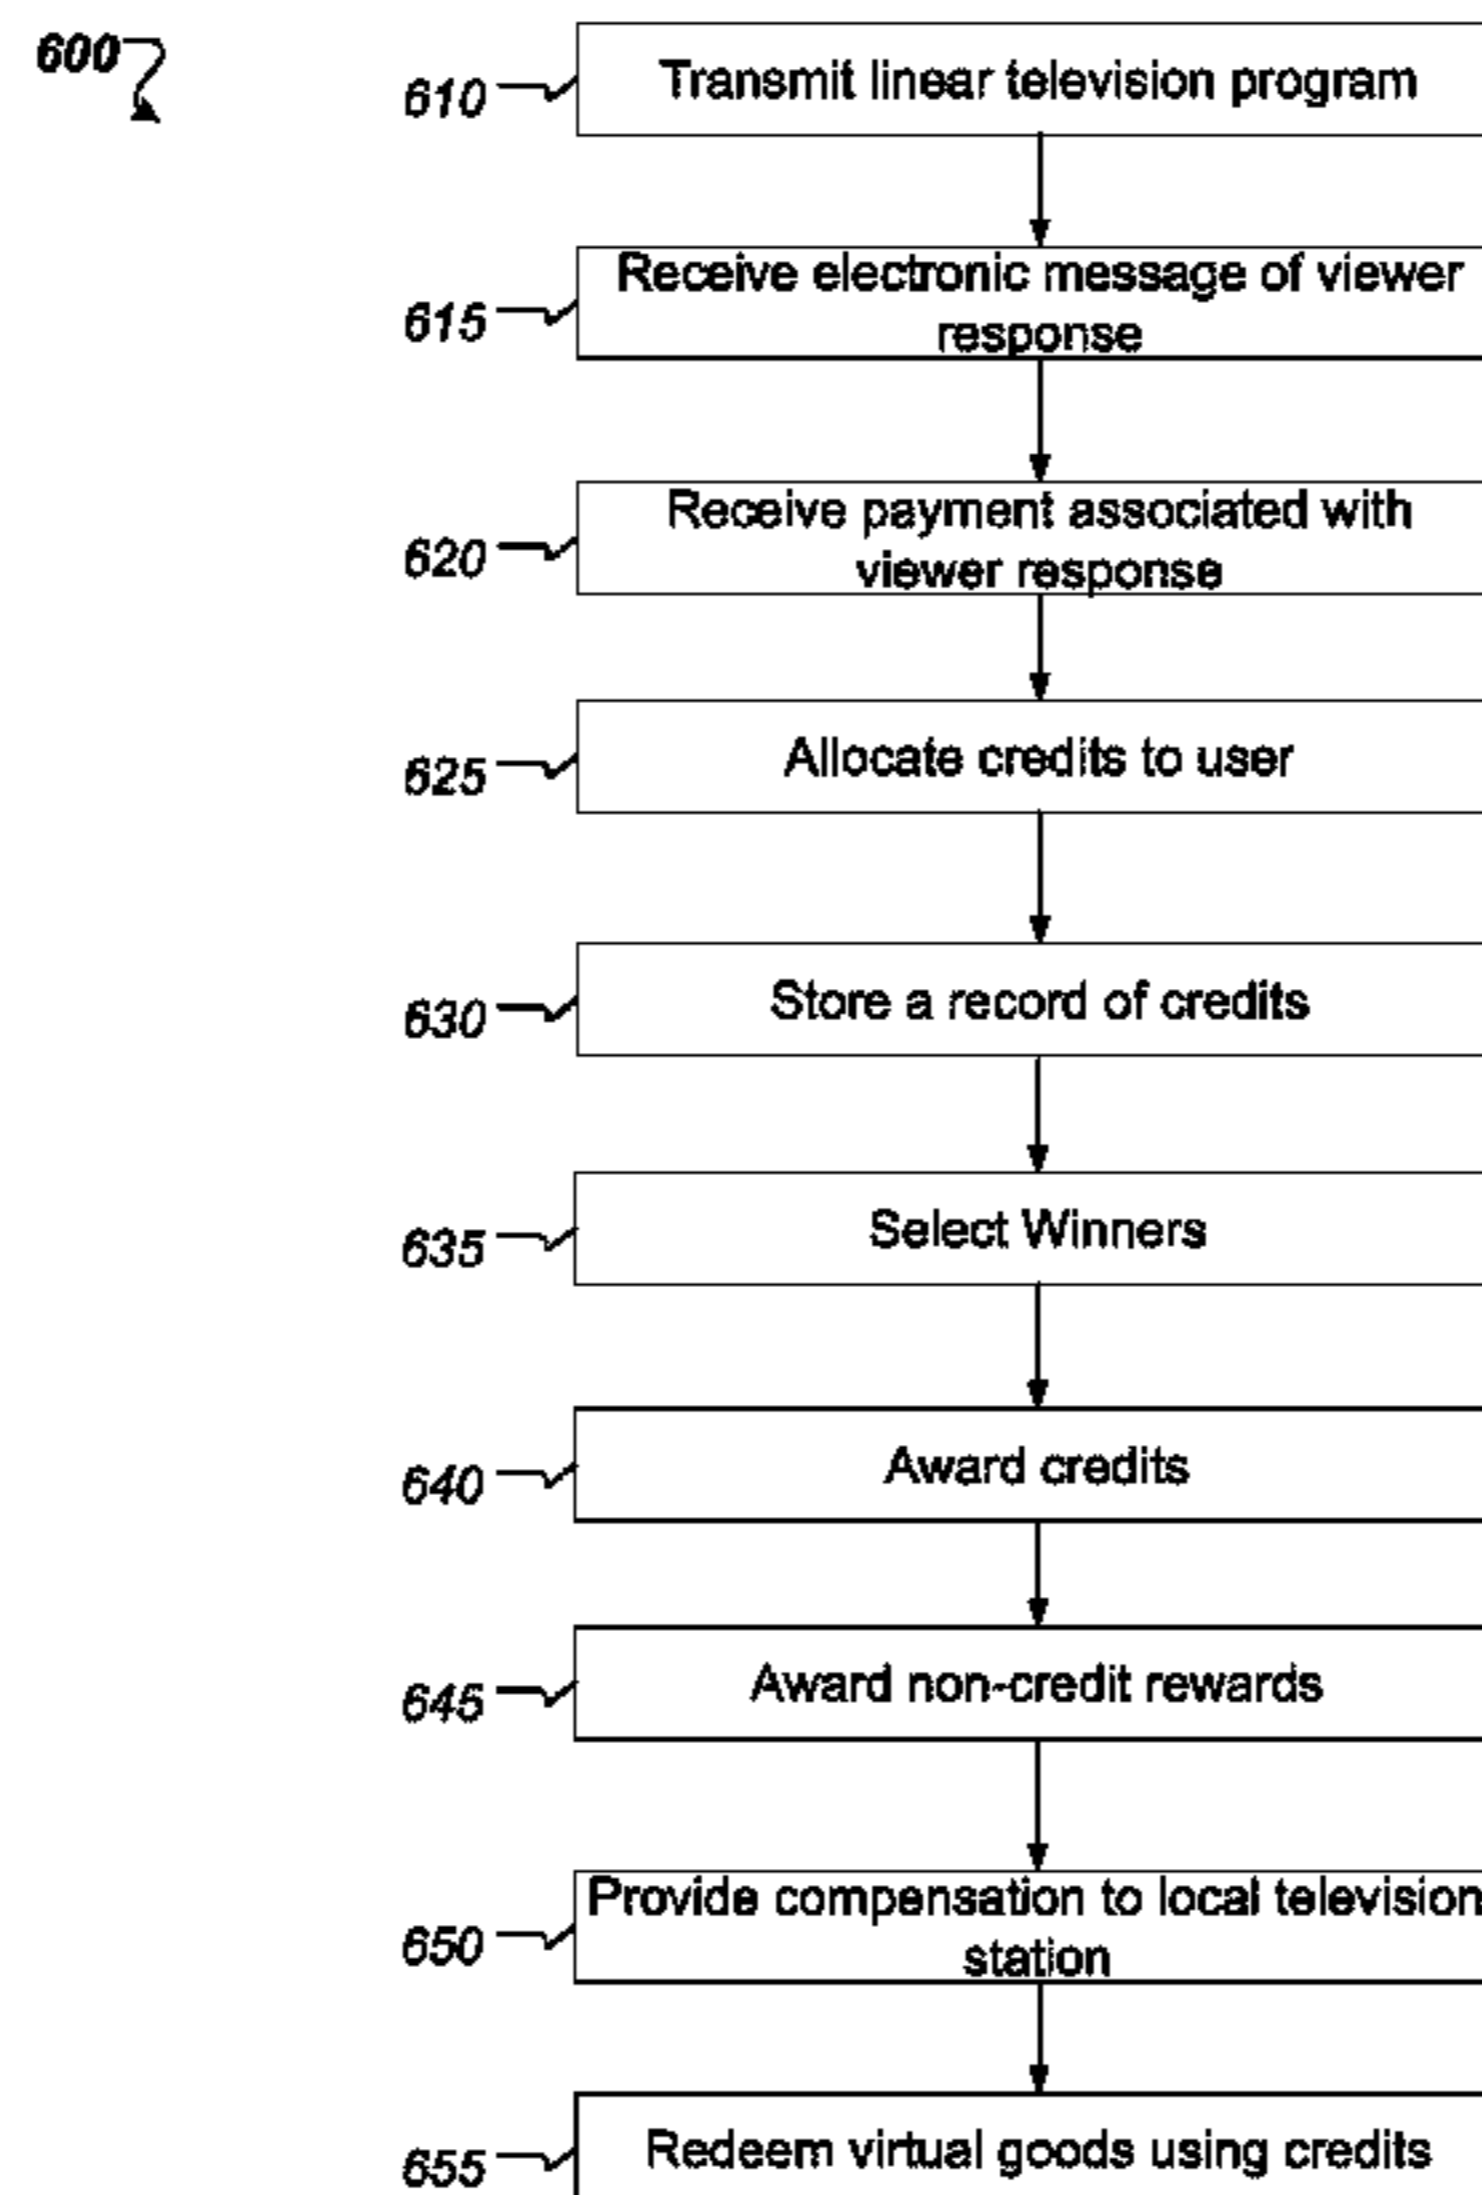 600
610 Transmit linear television program
615 Receive electronic message of viewer
response
620 Receive payment associated with
viewer response
625 Allocate credits to user
630 Store a record of credits
635 Select Winners
640 Award credits
645 Award non-credit rewards
650 Provide compensation to local television
station
655 Redeem virtual goods using credits